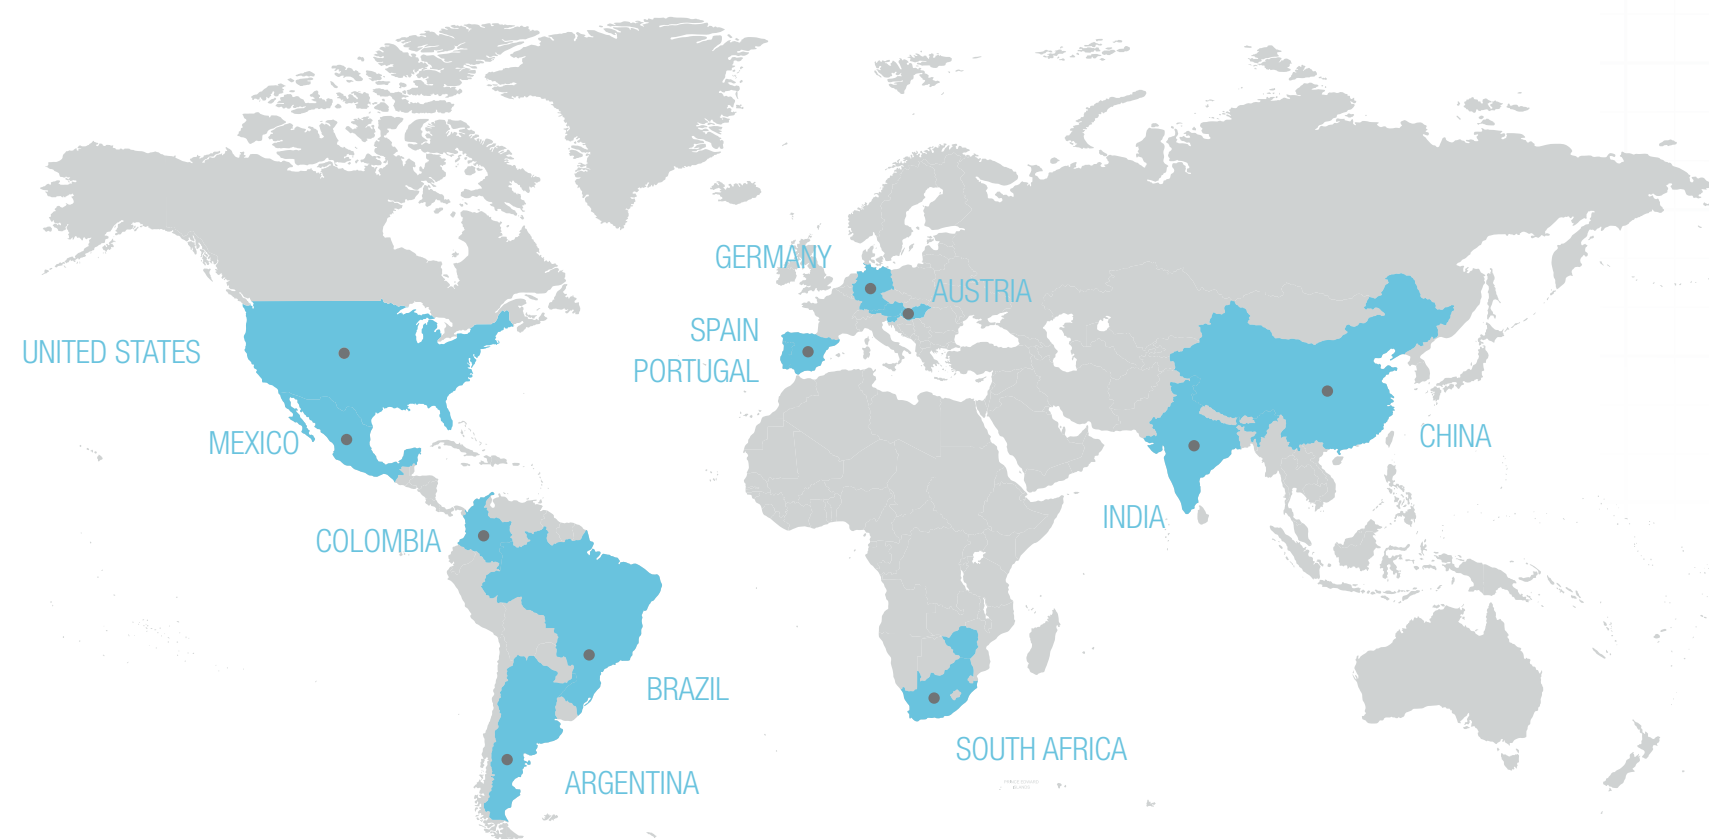 GERMANY
AUSTRIA
SPAIN
UNITED STATES
PORTUGAL
MEXICO
CHINA
INDIA
COLOMBIA
BRAZIL
SOUTH AFRICA
ARGENTINA